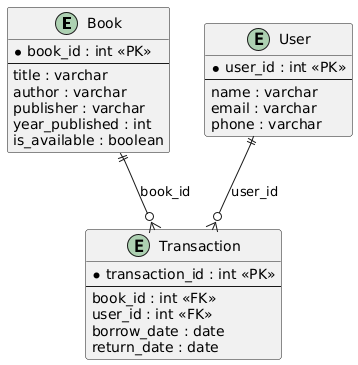 E Book
* book_id : int «PK»
title : varchar
author : varchar
publisher : varchar
year_published : int
is_available : boolean
E User
* user_id : int «PK»
name : varchar
email : varchar
phone : varchar
book_id
user_id
E Transaction
* transaction_id : int «PK»
book_id : int «FK»
user_id : int «FK»
borrow_date : date
return_date : date